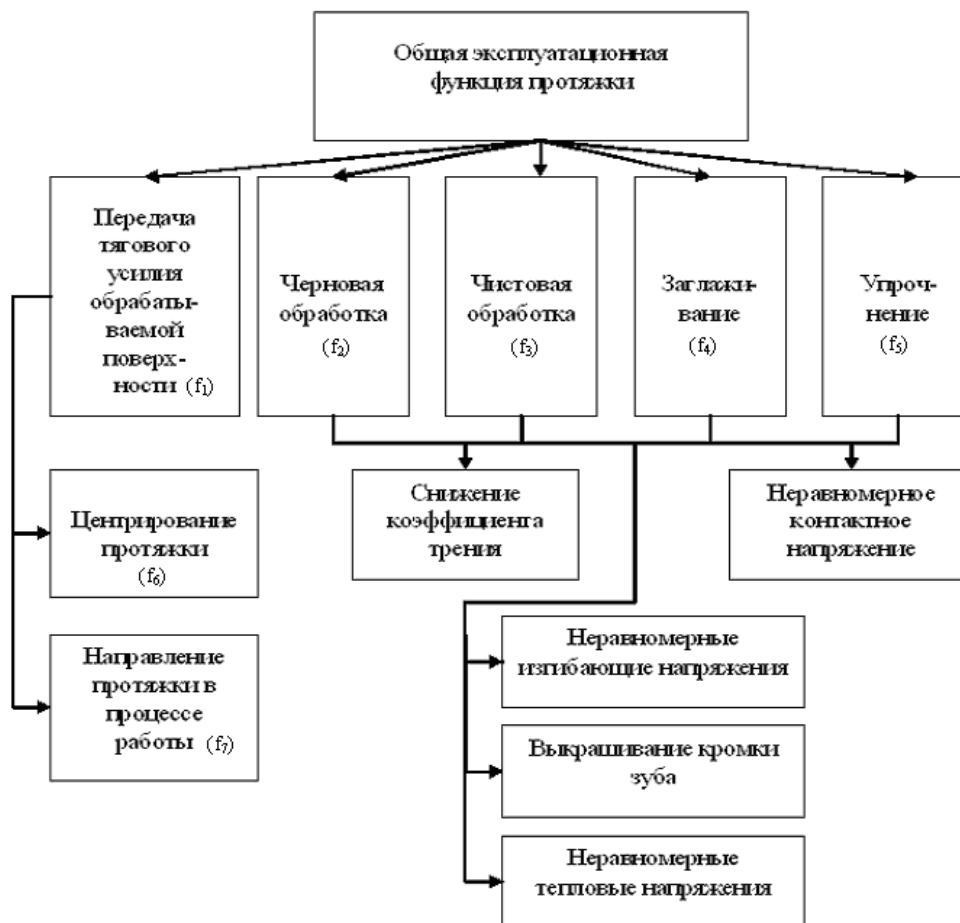 Общая эксплуатационная
функция протяжки
Передача
тягового
усилия
обрабаты-
ваемой
поверх-
ности (f₁)
Черновая
обработка
(f₂)
Чистовая
обработка
(f₃)
Заглажи-
вание
(f₄)
Упроч-
нение
(f₅)
Центрирование
протяжки
(f₆)
Направление
протяжки в
процессе
работы (f₇)
Снижение
коэффициента
трения
Неравномерное
контактное
напряжение
Неравномерные
изгибающие напряжения
Выкрашивание кромки
зуба
Неравномерные
тепловые напряжения